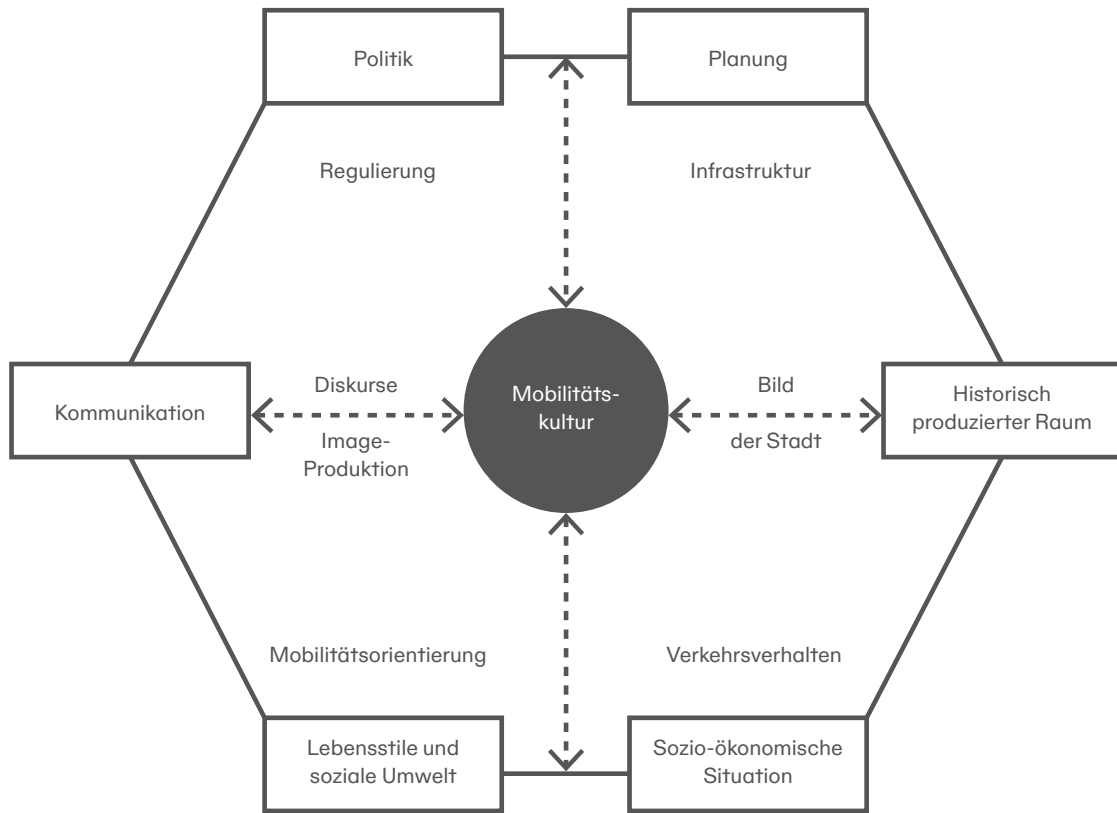 Politik
Planung
Regulierung
Infrastruktur
Kommunikation
Diskurse
Image-
Produktion
Mobilitäts-
kultur
Bild
der Stadt
Historisch
produzierter Raum
Mobilitätsorientierung
Verkehrsverhalten
Lebensstile und
soziale Umwelt
Sozio-ökonomische
Situation